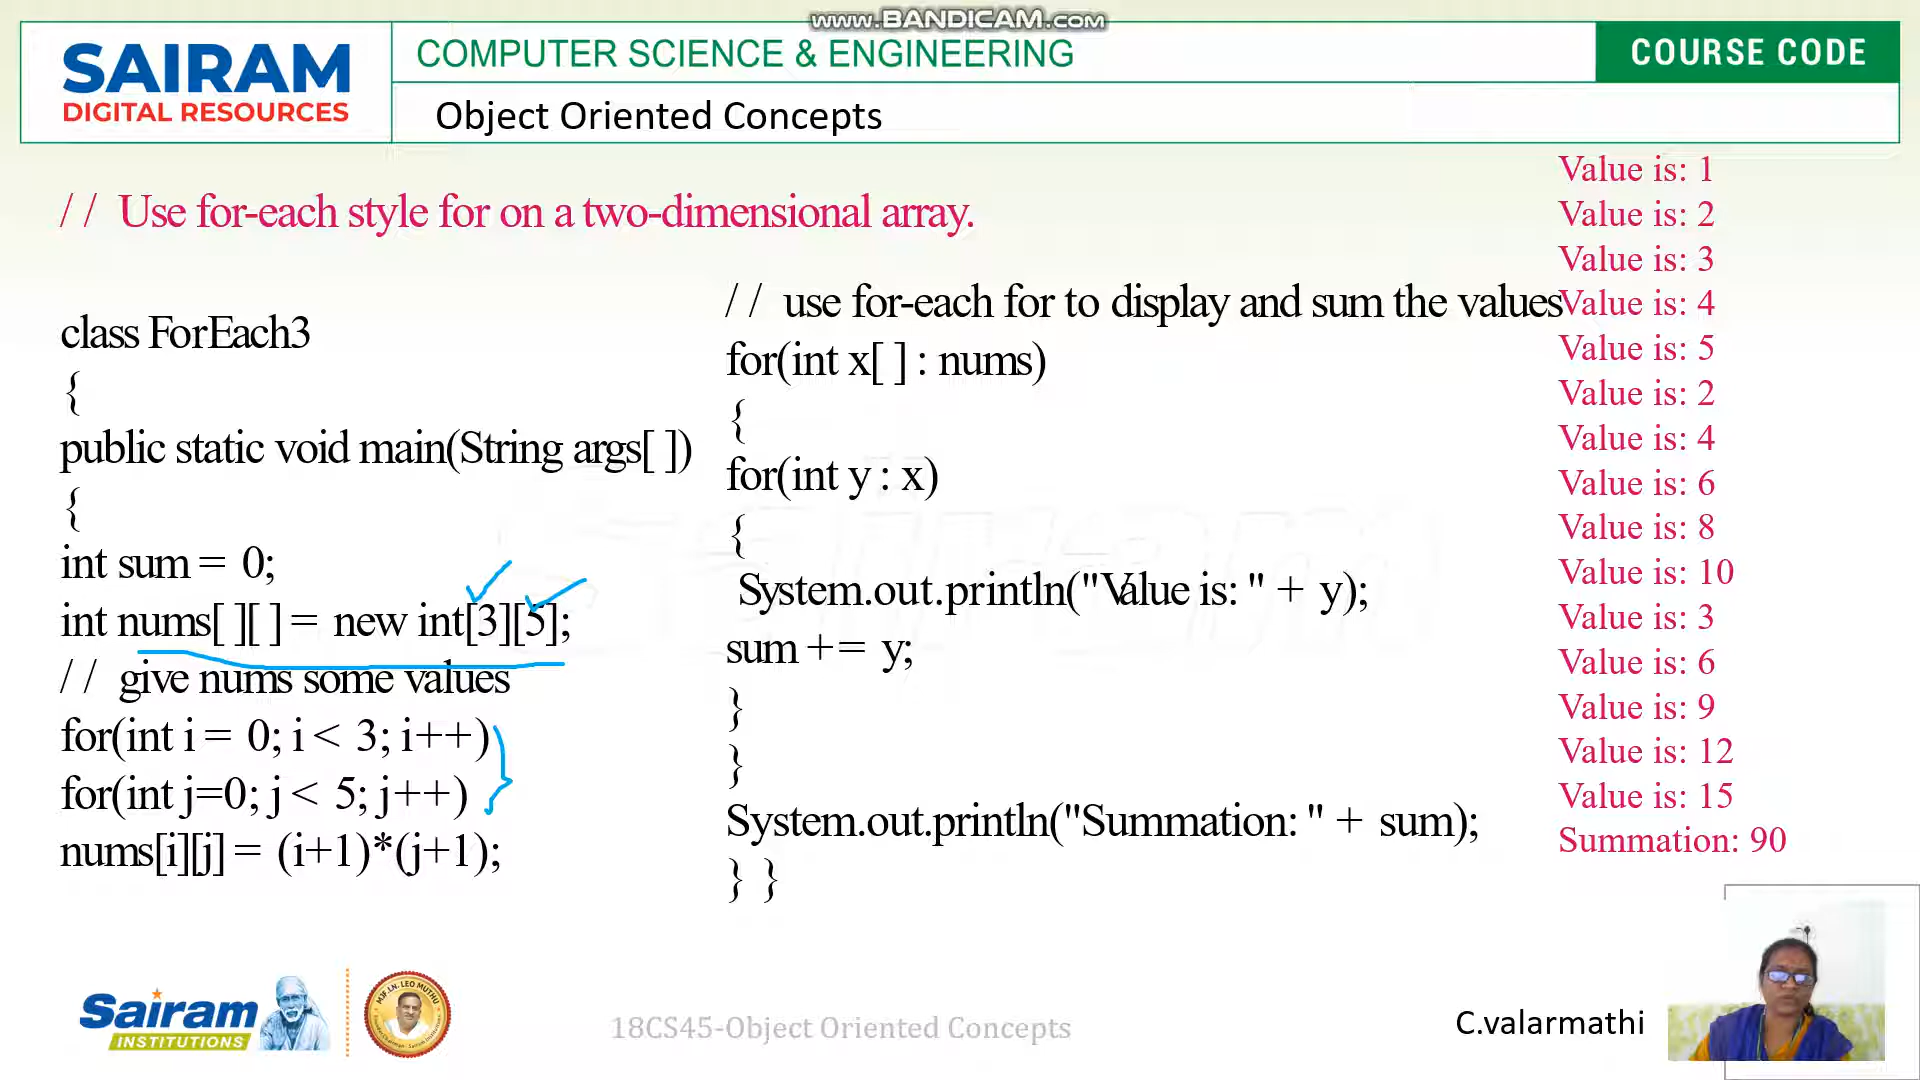 www.BANDICAM.com
SAIRAM
DIGITAL RESOURCES
COMPUTER SCIENCE & ENGINEERING
COURSE CODE
Object Oriented Concepts
// Use for-each style for on a two-dimensional array.
class ForEach3
{
public static void main(String args[ ])
{
int sum = 0;
int nums[ ][ ] = new int[3][5];
// give nums some values
for(int i = 0; i < 3; i++)
for(int j=0; j < 5; j++)
nums[i][j] = (i+1)*(j+1);
// use for-each for to display and sum the values
for(int x[ ] : nums)
{
for(int y : x)
{
System.out.println("Value is: " + y);
sum += y;
}
}
System.out.println("Summation: " + sum);
} }
Value is: 1
Value is: 2
Value is: 3
Value is: 4
Value is: 5
Value is: 2
Value is: 4
Value is: 6
Value is: 8
Value is: 10
Value is: 3
Value is: 6
Value is: 9
Value is: 12
Value is: 15
Summation: 90
Sairam
INSTITUTIONS
MJF.LN. LEO MUTHU
18CS45-Object Oriented Concepts
C.valarmathi